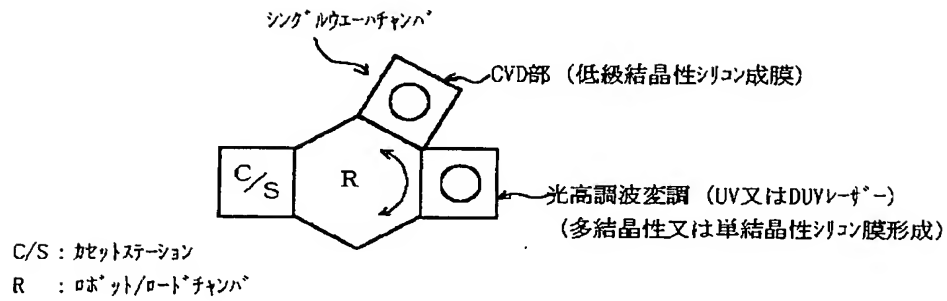 シングルウエーハチャンバ
CVD部 (低級結晶性シリコン成膜)
C/S
R
光高調波変調 (UV又はDUVレーザー)
(多結晶性又は単結晶性シリコン膜形成)
C/S : カセットステーション
R : ロボット/ロードチャンバ